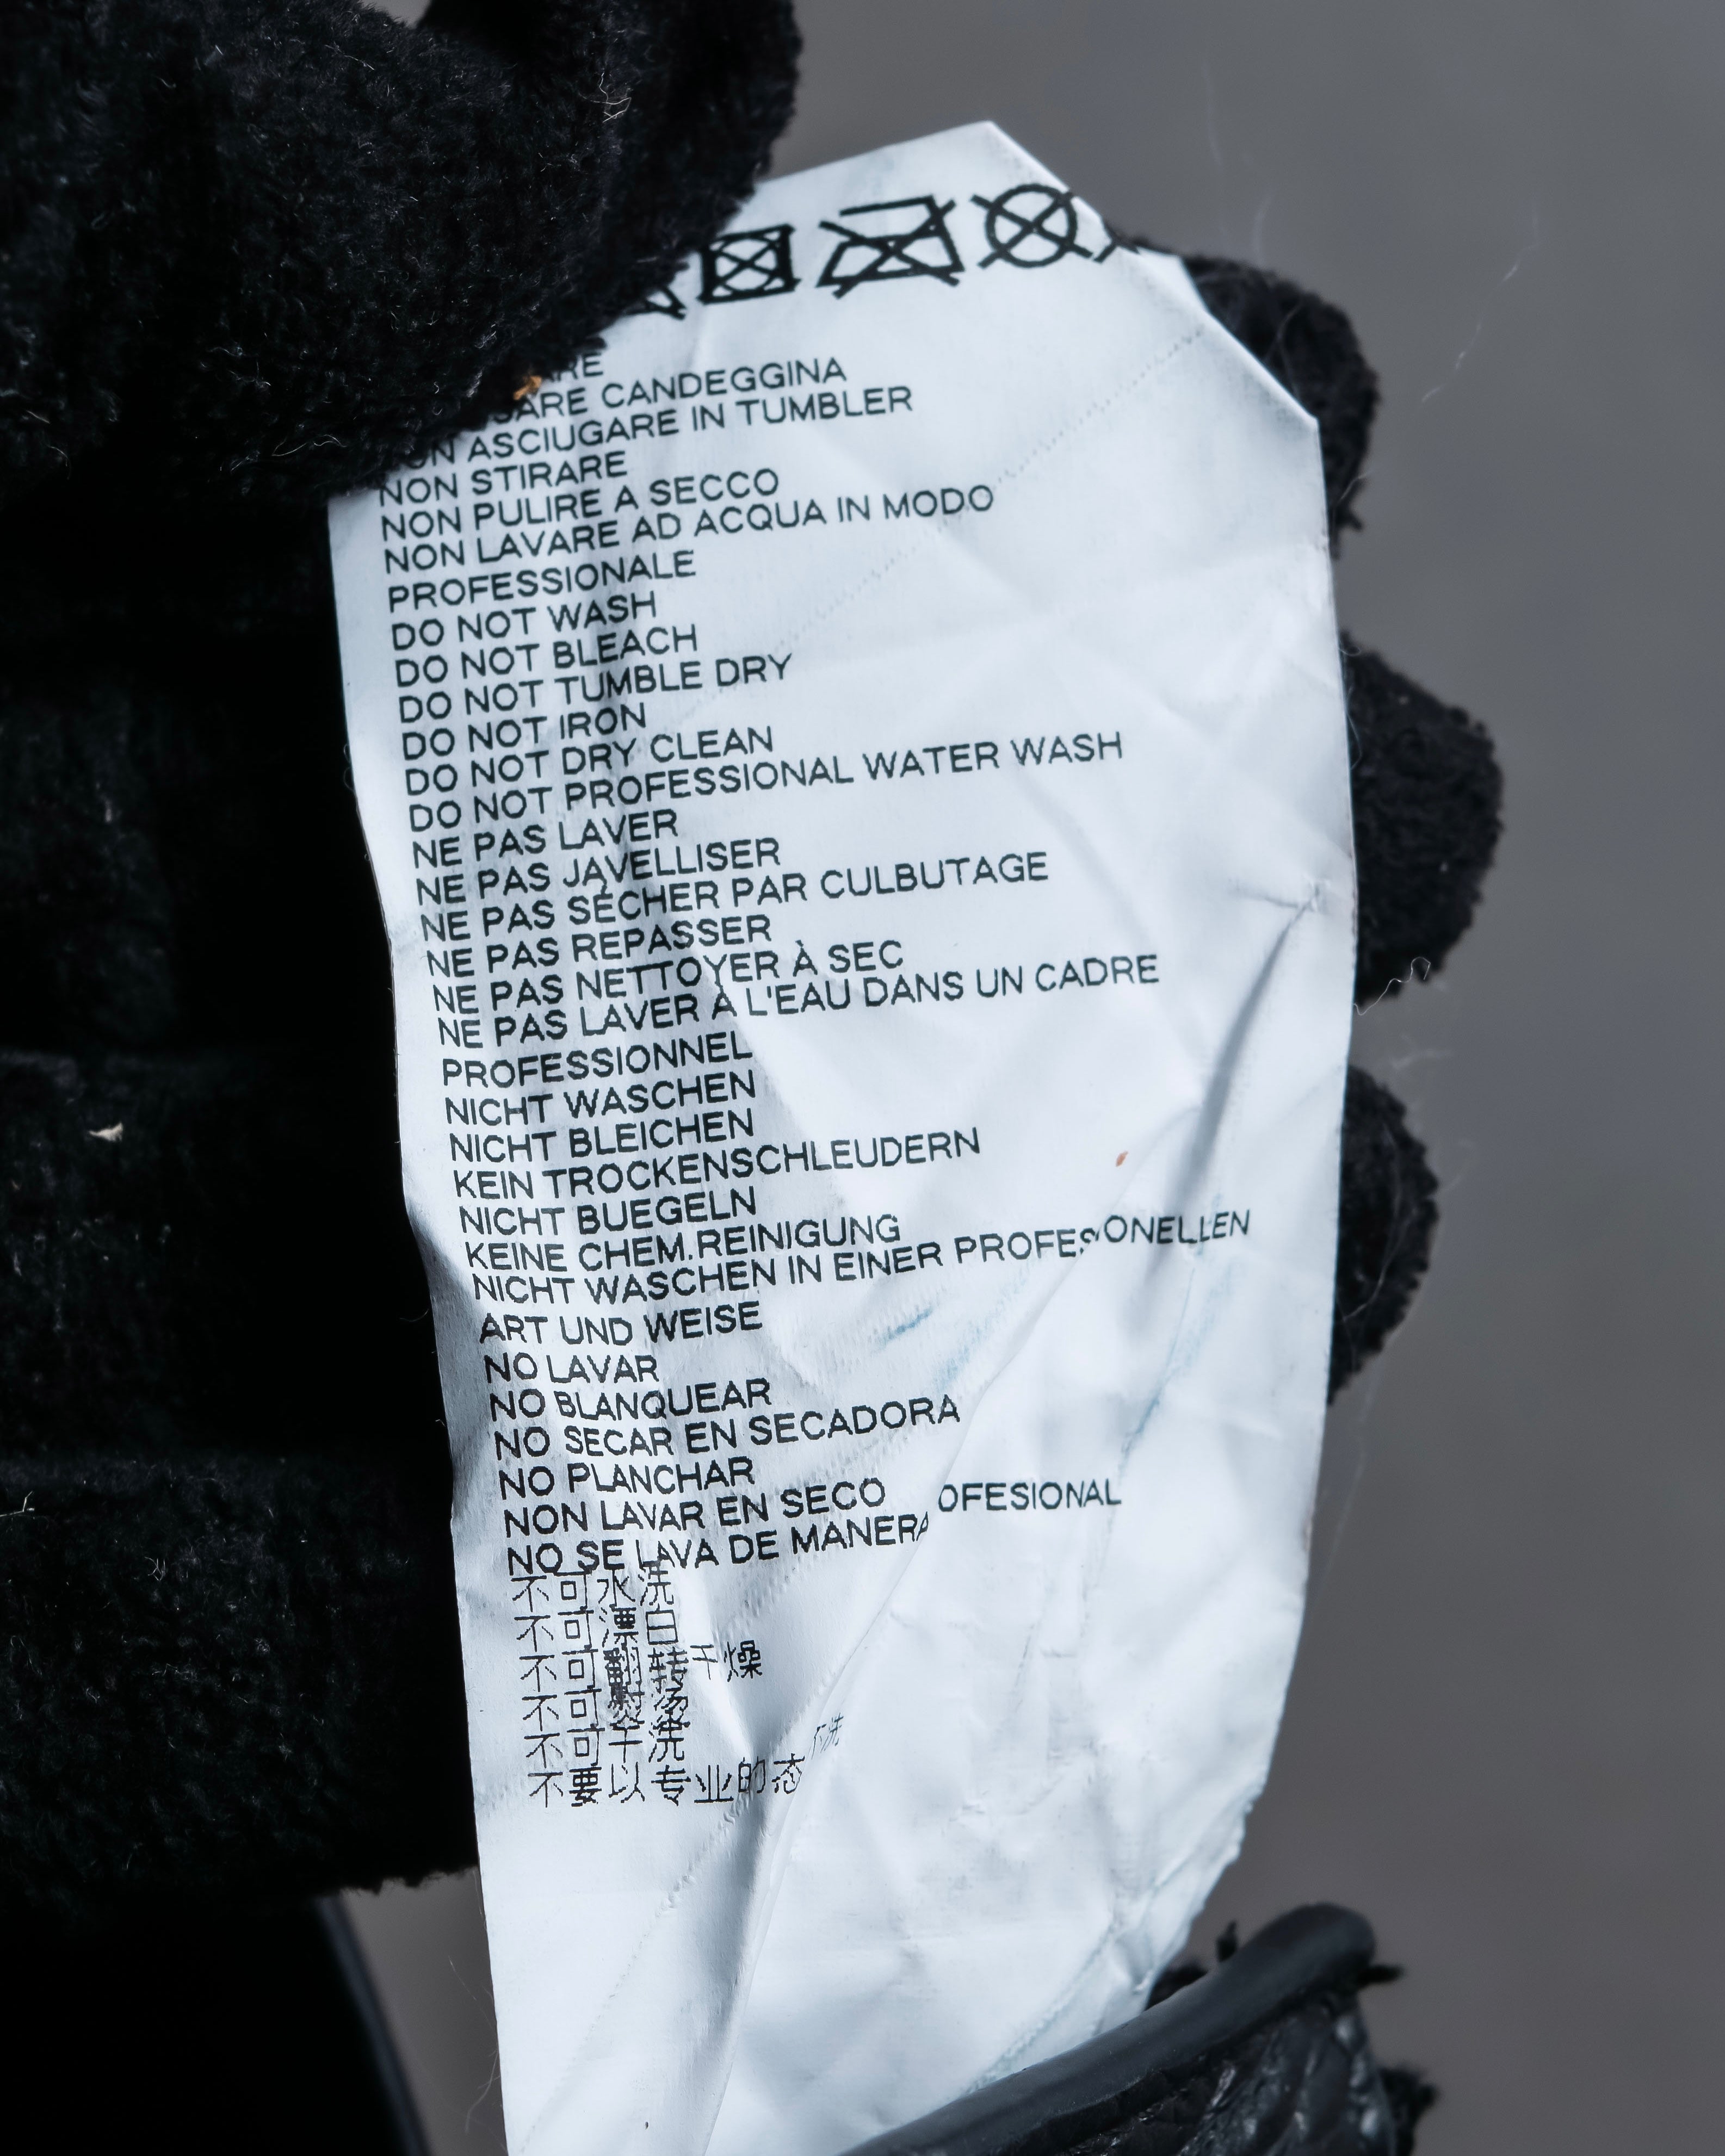 CANDEGGINA
ASCIUGARE IN TUMBLER
NON STIRARE
NON PULIRE A SECCO
NON LAVARE AD ACQUA IN MODO
PROFESSIONALE
DO NOT WASH
DO NOT BLEACH
DO NOT TUMBLE DRY
DO NOT IRON
DO NOT DRY CLEAN
DO NOT PROFESSIONAL WATER WASH
NE PAS LAVER
NE PAS JAVELLISER
NE PAS SÉCHER PAR CULBUTAGE
NE PAS REPASSER
NE PAS NETTOYER À SEC
NE PAS LAVER À L'EAU DANS UN CADRE
PROFESSIONNEL
NICHT WASCHEN
NICHT BLEICHEN
KEIN TROCKENSCHLEUDERN
NICHT BUEGELN
KEINE CHEM.REINIGUNG
NICHT WASCHEN IN EINER
ART UND WEISE
NO LAVAR
NO BLANQUEAR
NO SECAR EN SECADORA
NO PLANCHAR
NON LAVAR EN SECO
NO SE LAVA DE MANERA
不可水洗
不可漂白
不可翻转干燥
不可熨烫
不可干洗
不要以专业的态